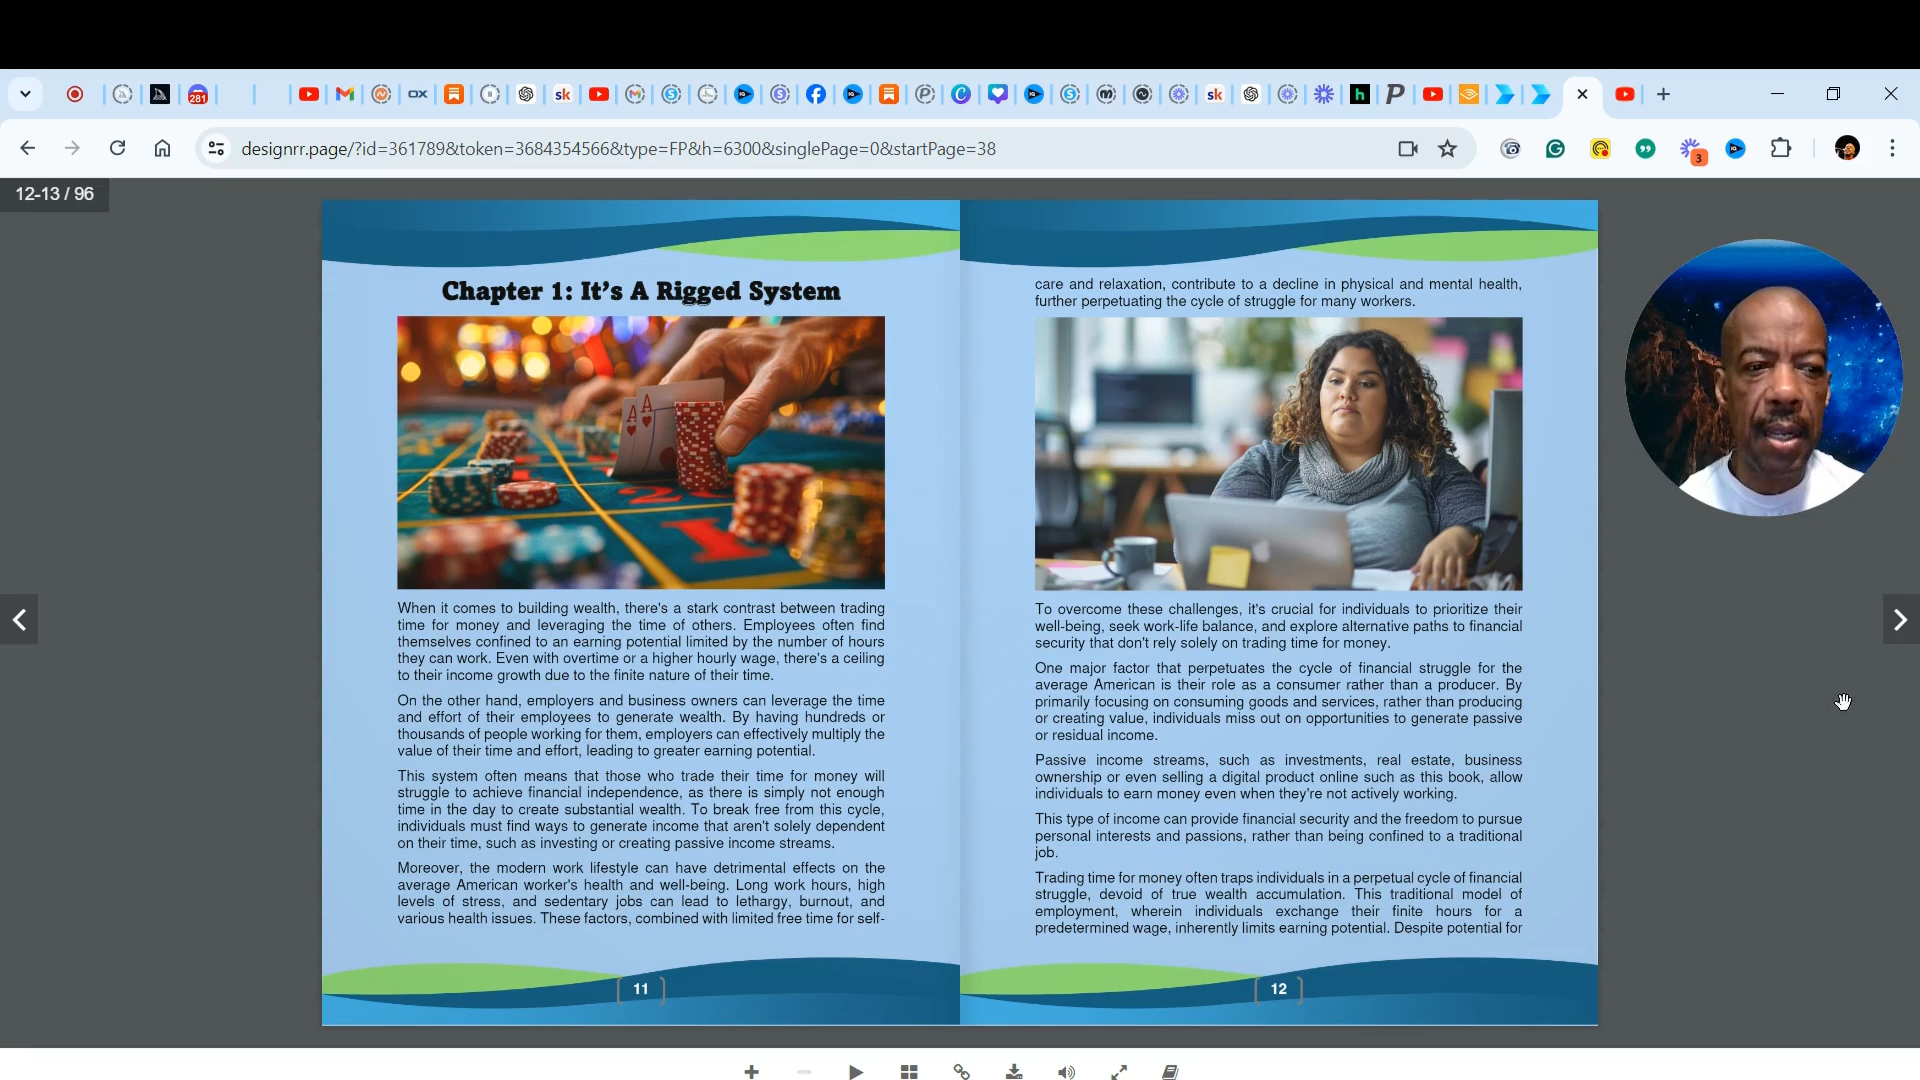 281
OX
sk
sk
h
P
designrr.page/?id=361789&token=3684354566&type=FP&h=6300&singlePage=0&startPage=38
3
12-13 / 96
Chapter 1: It's A Rigged System
A
A
When it comes to building wealth, there's a stark contrast between trading
time for money and leveraging the time of others. Employees often find
themselves confined to an earning potential limited by the number of hours
they can work. Even with overtime or a higher hourly wage, there's a ceiling
to their income growth due to the finite nature of their time.
On the other hand, employers and business owners can leverage the time
and effort of their employees to generate wealth. By having hundreds or
thousands of people working for them, employers can effectively multiply the
value of their time and effort, leading to greater earning potential.
This system often means that those who trade their time for money will
struggle to achieve financial independence, as there is simply not enough
time in the day to create substantial wealth. To break free from this cycle,
individuals must find ways to generate income that aren't solely dependent
on their time, such as investing or creating passive income streams.
Moreover, the modern work lifestyle can have detrimental effects on the
average American worker's health and well-being. Long work hours, high
levels of stress, and sedentary jobs can lead to lethargy, burnout, and
various health issues. These factors, combined with limited free time for self-
11
care and relaxation, contribute to a decline in physical and mental health,
further perpetuating the cycle of struggle for many workers.
To overcome these challenges, it's crucial for individuals to prioritize their
well-being, seek work-life balance, and explore alternative paths to financial
security that don't rely solely on trading time for money.
One major factor that perpetuates the cycle of financial struggle for the
average American is their role as a consumer rather than a producer. By
primarily focusing on consuming goods and services, rather than producing
or creating value, individuals miss out on opportunities to generate passive
or residual income.
Passive income streams, such as investments, real estate, business
ownership or even selling a digital product online such as this book, allow
individuals to earn money even when they're not actively working.
This type of income can provide financial security and the freedom to pursue
personal interests and passions, rather than being confined to a traditional
job.
Trading time for money often traps individuals in a perpetual cycle of financial
struggle, devoid of true wealth accumulation. This traditional model of
employment, wherein individuals exchange their finite hours for a
predetermined wage, inherently limits earning potential. Despite potential for
12